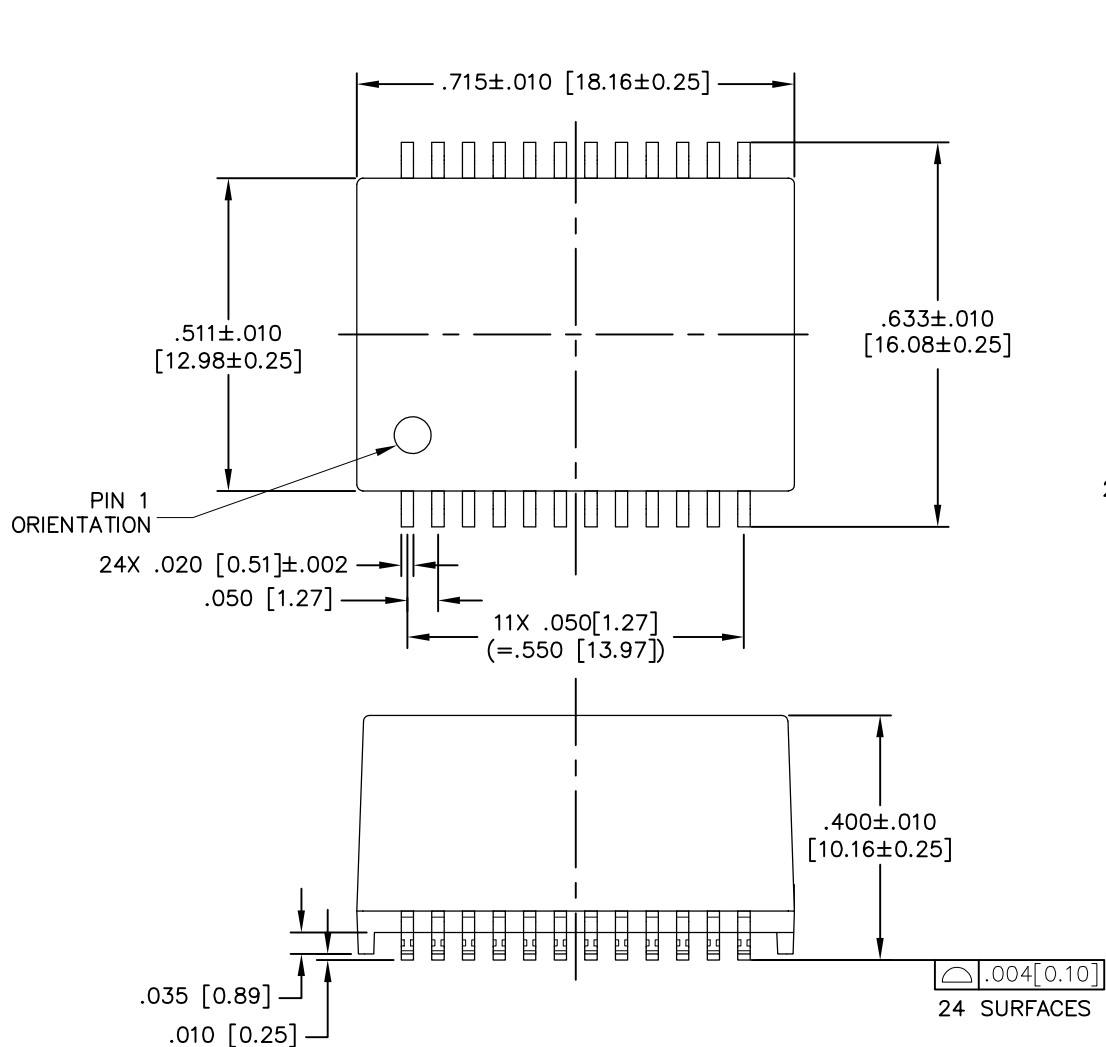 .715±.010 [18.16±0.25]
.511±.010
[12.98±0.25]
.633±.010
[16.08±0.25]
PIN 1
ORIENTATION
24X .020 [0.51]±.002
.050 [1.27]
11X .050[1.27]
(=.550 [13.97])
.400±.010
[10.16±0.25]
.035 [0.89]
.010 [0.25]
.004[0.10]
24 SURFACES